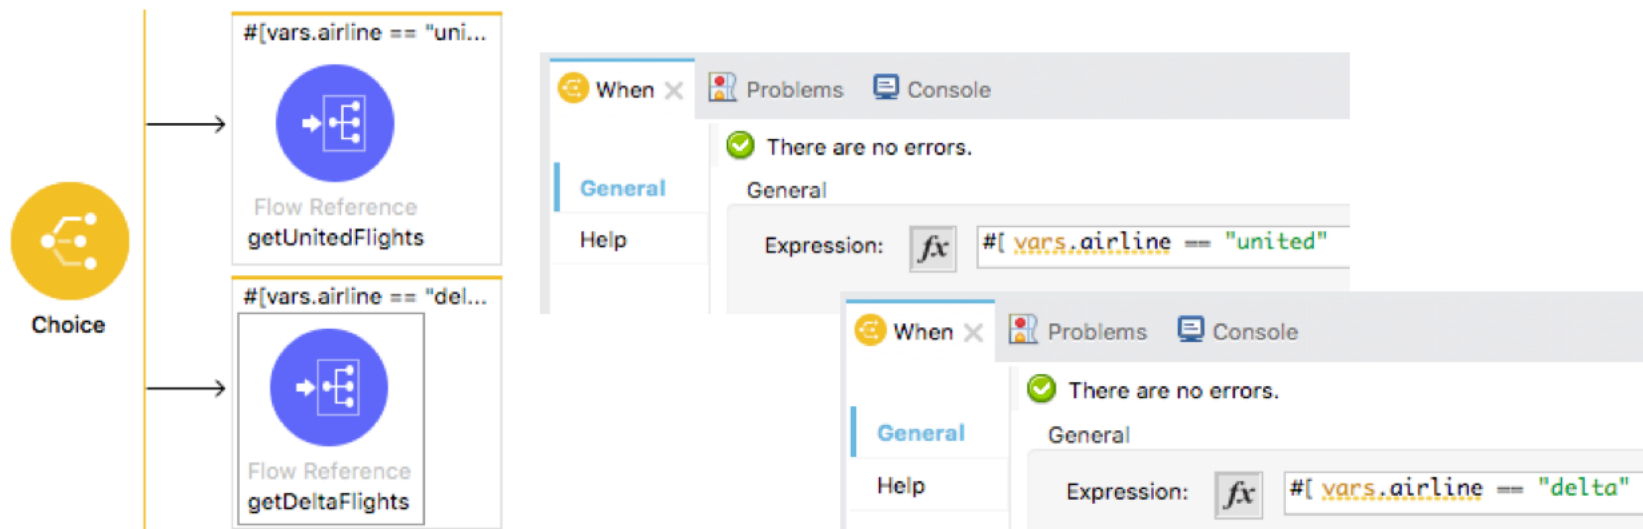 #[vars.airline == "uni...
Flow Reference
getUnitedFlights
Choice
#[vars.airline == "del...
Flow Reference
getDeltaFlights
When
Problems
Console
There are no errors.
General
General
Help
Expression:
fx
#[ vars.airline == "united"
When
Problems
Console
There are no errors.
General
General
Help
Expression:
fx
#[ vars.airline == "delta"